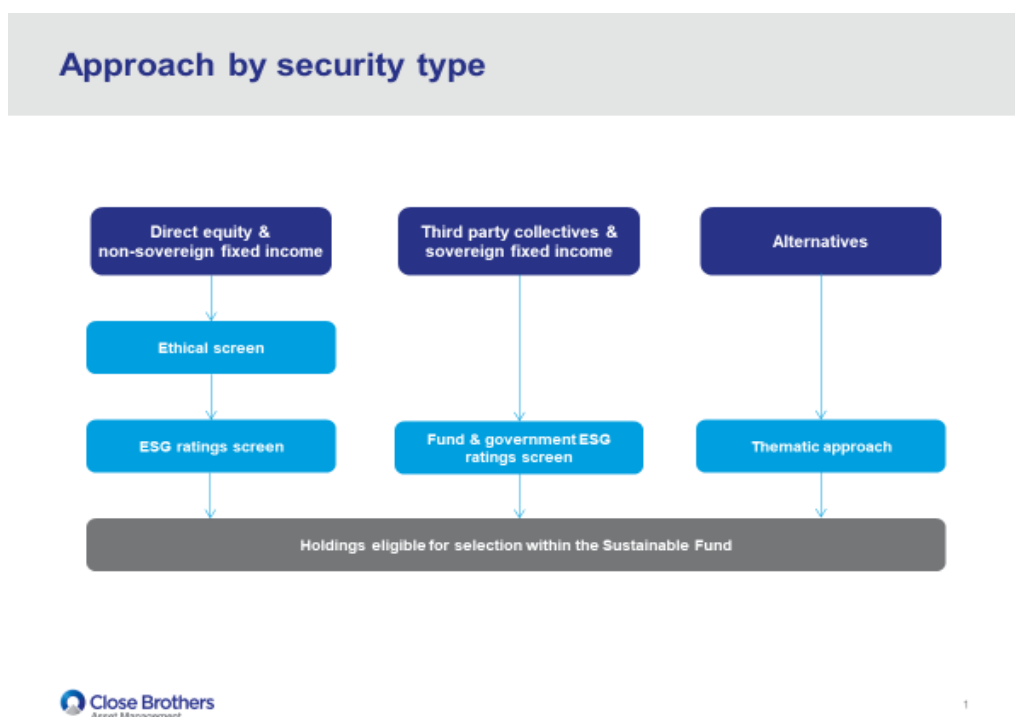 Approach by security type
Direct equity &
non-sovereign fixed income
Third party collectives &
sovereign fixed income
Alternatives
Ethical screen
ESG ratings screen
Fund & government ESG
ratings screen
Thematic approach
Holdings eligible for selection within the Sustainable Fund
Close Brothers
Asset Management
1